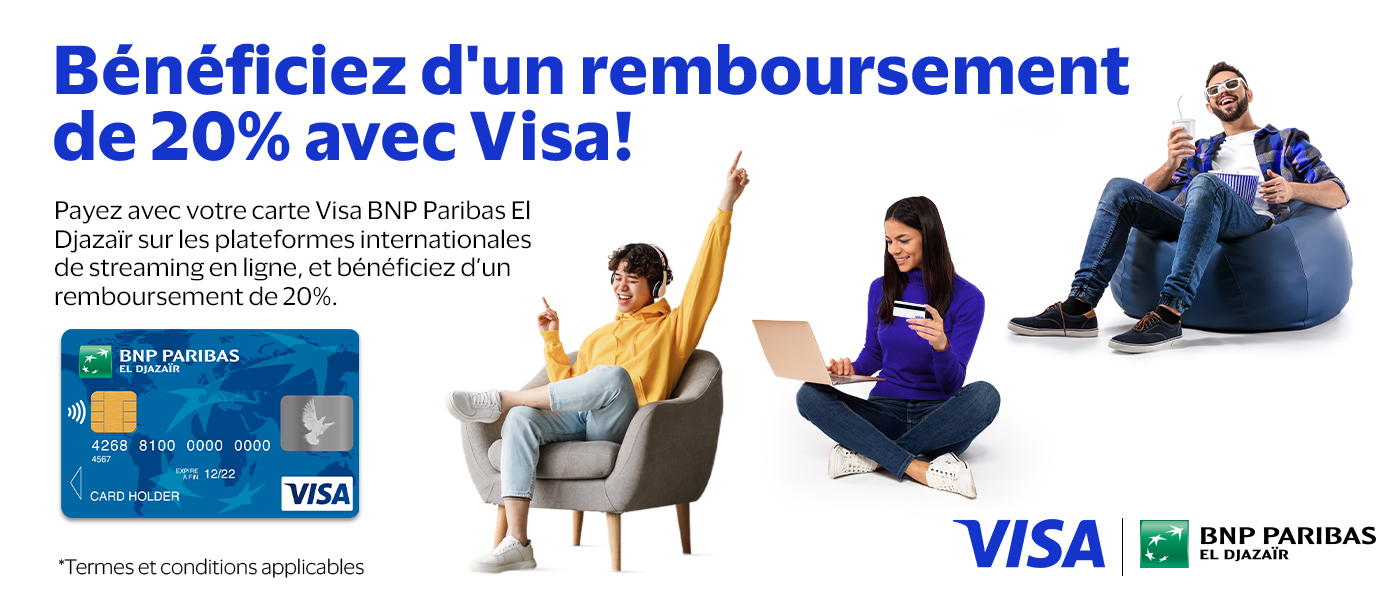 Bénéficiez d'un remboursement
de 20% avec Visa!
Payez avec votre carte Visa BNP Paribas El
Djazaïr sur les plateformes internationales
de streaming en ligne, et bénéficiez d’un
remboursement de 20%.
BNP PARIBAS
EL DJAZAÏR
4268 8100 0000 0000
4567
EXPIRE
A FIN 12/22
CARD HOLDER
VISA
*Termes et conditions applicables
VISA
BNP PARIBAS
EL DJAZAÏR